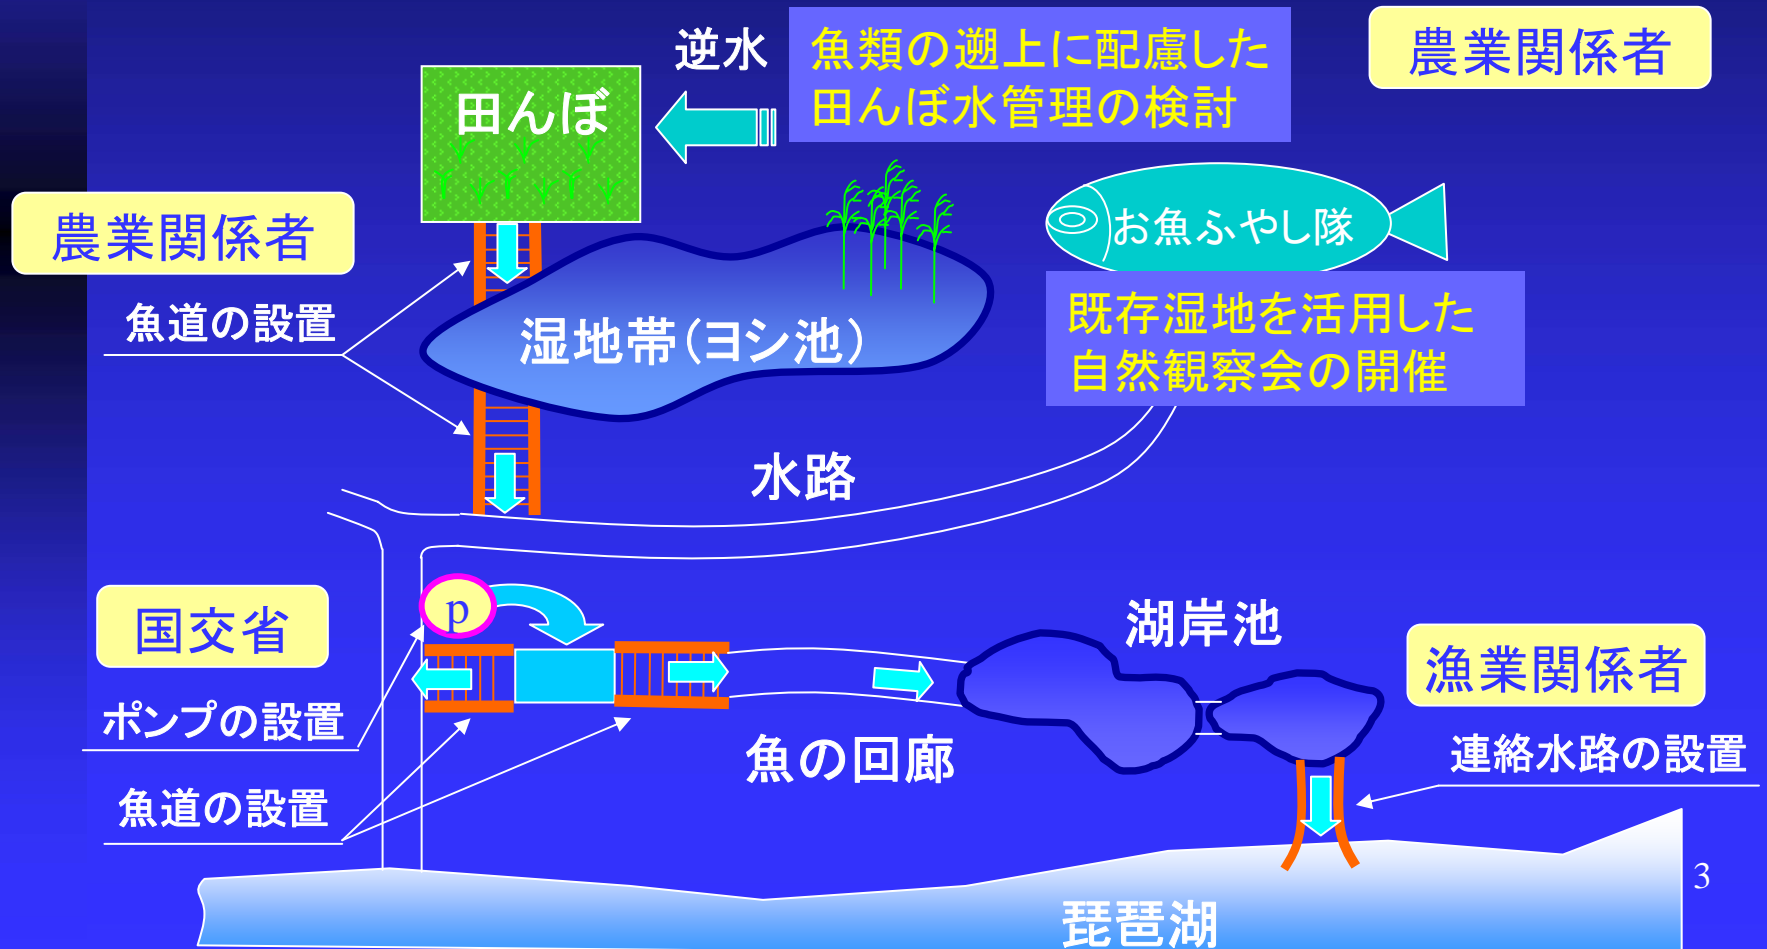 逆水
魚類の遡上に配慮した
田んぼ水管理の検討
農業関係者
田んぼ
農業関係者
お魚ふやし隊
魚道の設置
湿地帯（ヨシ池）
既存湿地を活用した
自然観察会の開催
水路
国交省
p
湖岸池
漁業関係者
ポンプの設置
魚の回廊
連絡水路の設置
魚道の設置
3
琵琶湖